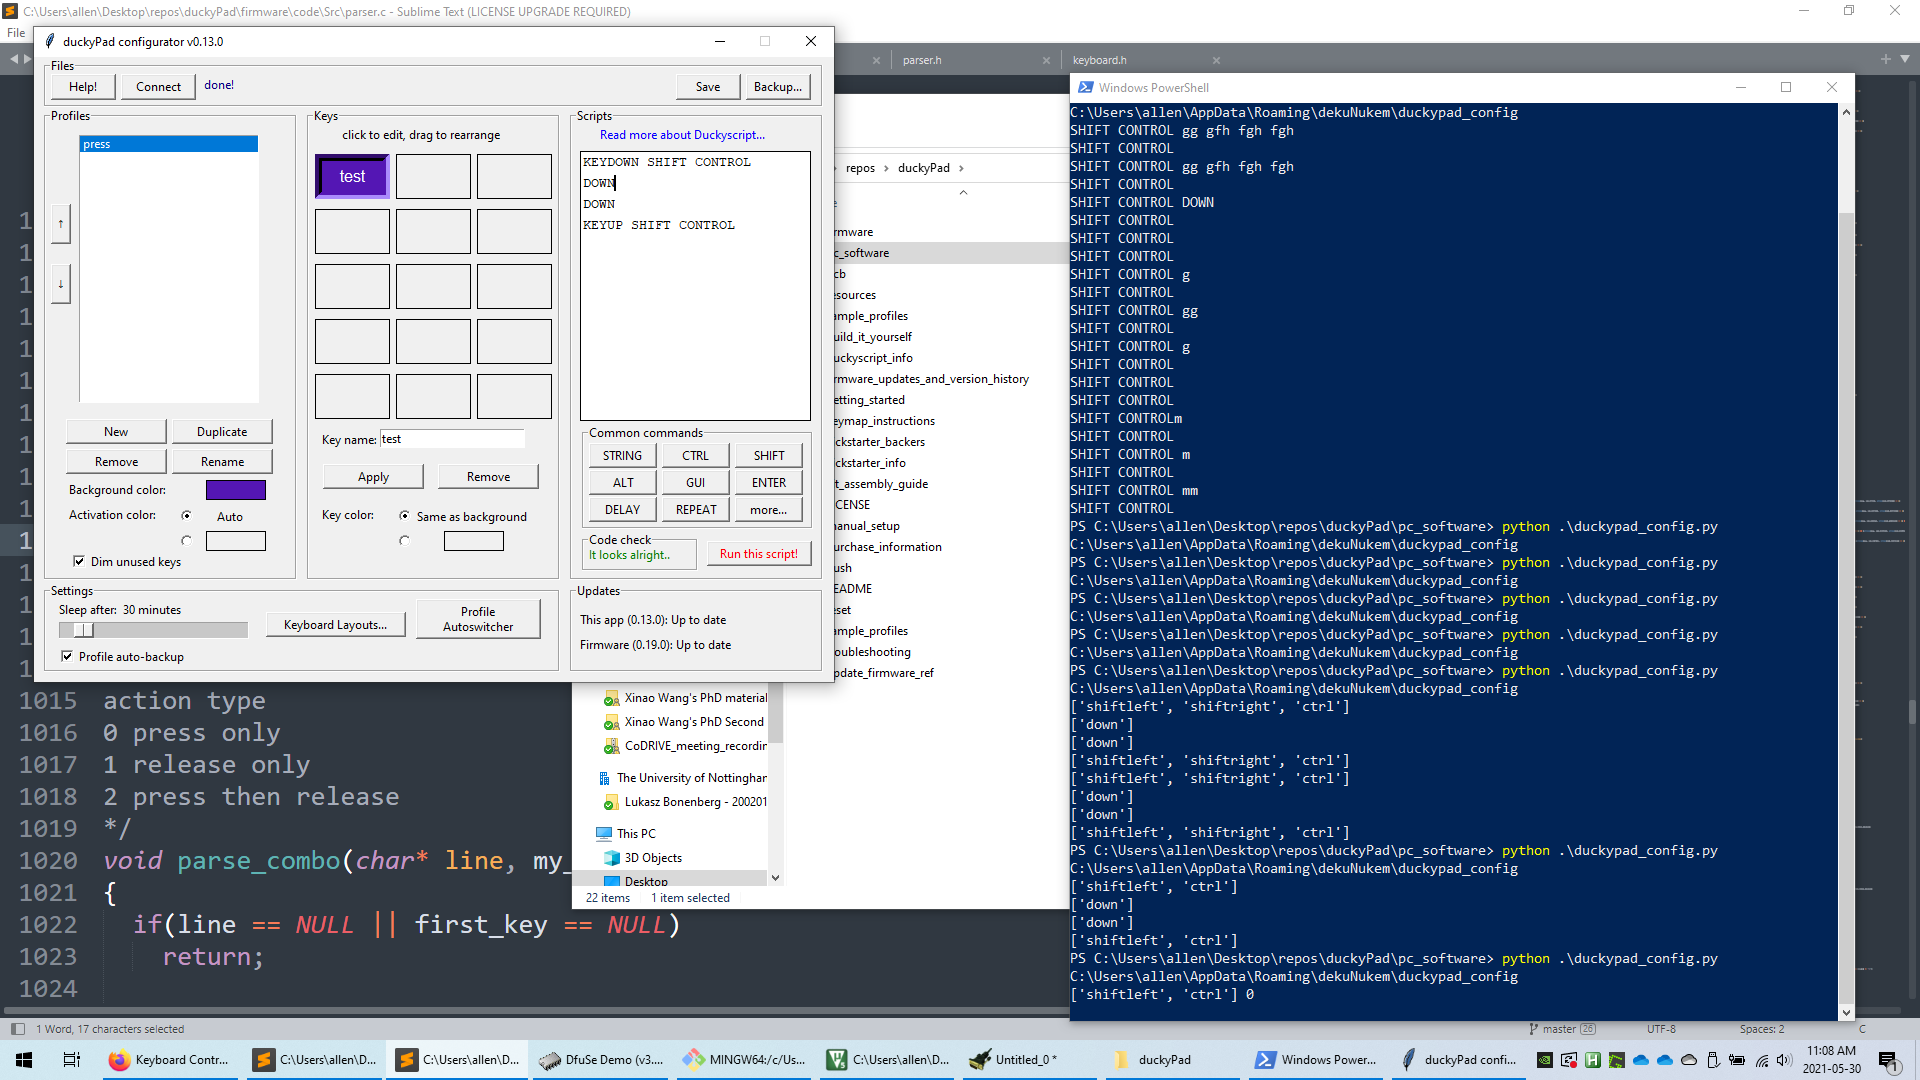 C:\Users\allen\Desktop\repos\duckyPad\firmware\code\Src\parser.c - Sublime Text (LICENSE UPGRADE REQUIRED)
File
duckyPad configurator v0.13.0
Files
Help!
Connect
done!
Save
Backup...
Profiles
press
New
Duplicate
Remove
Rename
Background color:
Activation color:
Auto
Dim unused keys
Keys
click to edit, drag to rearrange
test
Key name: test
Apply
Remove
Key color:
Same as background
Scripts
Read more about Duckyscript...
KEYDOWN SHIFT CONTROL
DOWN
DOWN
KEYUP SHIFT CONTROL
Common commands
STRING
CTRL
SHIFT
ALT
GUI
ENTER
DELAY
REPEAT
more...
Code check
It looks alright..
Run this script!
Settings
Sleep after: 30 minutes
Keyboard Layouts...
Profile
Autoswitcher
Profile auto-backup
Updates
This app (0.13.0): Up to date
Firmware (0.19.0): Up to date
parser.h
keyboard.h
repos
duckyPad
rmware
c_software
cb
esources
ample_profiles
uild_it_yourself
uckyscript_info
rmware_updates_and_version_history
etting_started
eymap_instructions
ickstarter_backers
ickstarter_info
it_assembly_guide
CENSE
anual_setup
urchase_information
ush
EADME
eset
ample_profiles
oubleshooting
pdate_firmware_ref
Xinao Wang's PhD material
Xinao Wang's PhD Second
CoDRIVE_meeting_recordin
The University of Nottinghan
Lukasz Bonenberg - 200201
This PC
3D Objects
Desktop
22 items
1 item selected
1015 action type
1016 0 press only
1017 1 release only
1018 2 press then release
1019 */
1020 void parse_combo(char* line, my_
1021 {
1022 if(line == NULL || first_key == NULL)
1023 return;
1024
Windows PowerShell
C:\Users\allen\AppData\Roaming\dekuNukem\duckypad_config
SHIFT CONTROL gg gfh fgh fgh
SHIFT CONTROL
SHIFT CONTROL gg gfh fgh fgh
SHIFT CONTROL
SHIFT CONTROL DOWN
SHIFT CONTROL
SHIFT CONTROL
SHIFT CONTROL
SHIFT CONTROL g
SHIFT CONTROL
SHIFT CONTROL gg
SHIFT CONTROL
SHIFT CONTROL g
SHIFT CONTROL
SHIFT CONTROL
SHIFT CONTROL
SHIFT CONTROLm
SHIFT CONTROL
SHIFT CONTROL m
SHIFT CONTROL
SHIFT CONTROL mm
SHIFT CONTROL
PS C:\Users\allen\Desktop\repos\duckyPad\pc_software> python .\duckypad_config.py
C:\Users\allen\AppData\Roaming\dekuNukem\duckypad_config
PS C:\Users\allen\Desktop\repos\duckyPad\pc_software> python .\duckypad_config.py
C:\Users\allen\AppData\Roaming\dekuNukem\duckypad_config
PS C:\Users\allen\Desktop\repos\duckyPad\pc_software> python .\duckypad_config.py
C:\Users\allen\AppData\Roaming\dekuNukem\duckypad_config
PS C:\Users\allen\Desktop\repos\duckyPad\pc_software> python .\duckypad_config.py
C:\Users\allen\AppData\Roaming\dekuNukem\duckypad_config
PS C:\Users\allen\Desktop\repos\duckyPad\pc_software> python .\duckypad_config.py
C:\Users\allen\AppData\Roaming\dekuNukem\duckypad_config
['shiftleft', 'shiftright', 'ctrl']
['down']
['down']
['shiftleft', 'shiftright', 'ctrl']
['shiftleft', 'shiftright', 'ctrl']
['down']
['down']
['shiftleft', 'shiftright', 'ctrl']
PS C:\Users\allen\Desktop\repos\duckyPad\pc_software> python .\duckypad_config.py
C:\Users\allen\AppData\Roaming\dekuNukem\duckypad_config
['shiftleft', 'ctrl']
['down']
['down']
['shiftleft', 'ctrl']
PS C:\Users\allen\Desktop\repos\duckyPad\pc_software> python .\duckypad_config.py
C:\Users\allen\AppData\Roaming\dekuNukem\duckypad_config
['shiftleft', 'ctrl'] 0
1 Word, 17 characters selected
master 26
UTF-8
Spaces: 2
C
Keyboard Contr...
C:\Users\allen\D...
C:\Users\allen\D...
DfuSe Demo (v3....
MINGW64:/c/Us...
C:\Users\allen\D...
Untitled_0 *
duckyPad
Windows Power...
duckyPad confi...
11:08 AM
2021-05-30
1